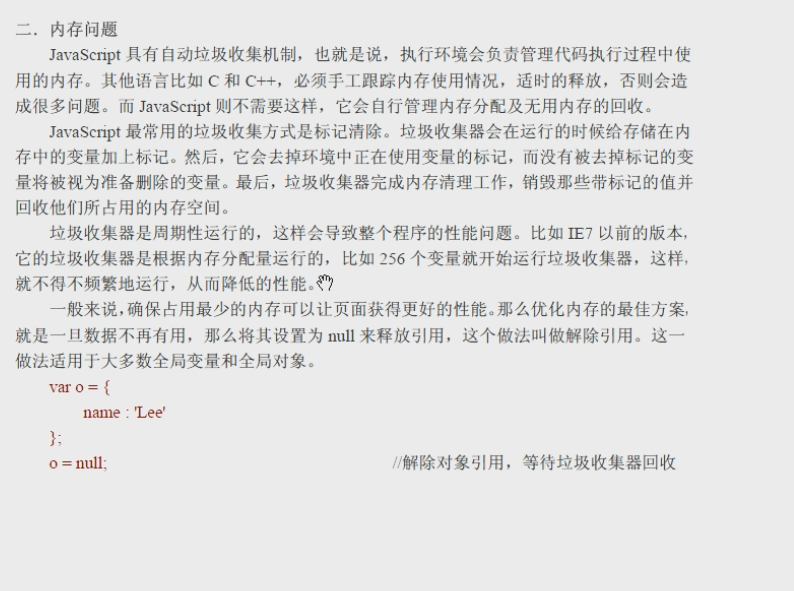 二．内存问题
JavaScript 具有自动垃圾收集机制，也就是说，执行环境会负责管理代码执行过程中使
用的内存。其他语言比如 C 和 C++，必须手工跟踪内存使用情况，适时的释放，否则会造
成很多问题。而 JavaScript 则不需要这样，它会自行管理内存分配及无用内存的回收。
JavaScript 最常用的垃圾收集方式是标记清除。垃圾收集器会在运行的时候给存储在内
存中的变量加上标记。然后，它会去掉环境中正在使用变量的标记，而没有被去掉标记的变
量将被视为准备删除的变量。最后，垃圾收集器完成内存清理工作，销毁那些带标记的值并
回收他们所占用的内存空间。
垃圾收集器是周期性运行的，这样会导致整个程序的性能问题。比如 IE7 以前的版本，
它的垃圾收集器是根据内存分配量运行的，比如 256 个变量就开始运行垃圾收集器，这样，
就不得不频繁地运行，从而降低的性能。
一般来说，确保占用最少的内存可以让页面获得更好的性能。那么优化内存的最佳方案，
就是一旦数据不再有用，那么将其设置为 null 来释放引用，这个做法叫做解除引用。这一
做法适用于大多数全局变量和全局对象。
var o = {
name : 'Lee'
};
o = null; //解除对象引用，等待垃圾收集器回收